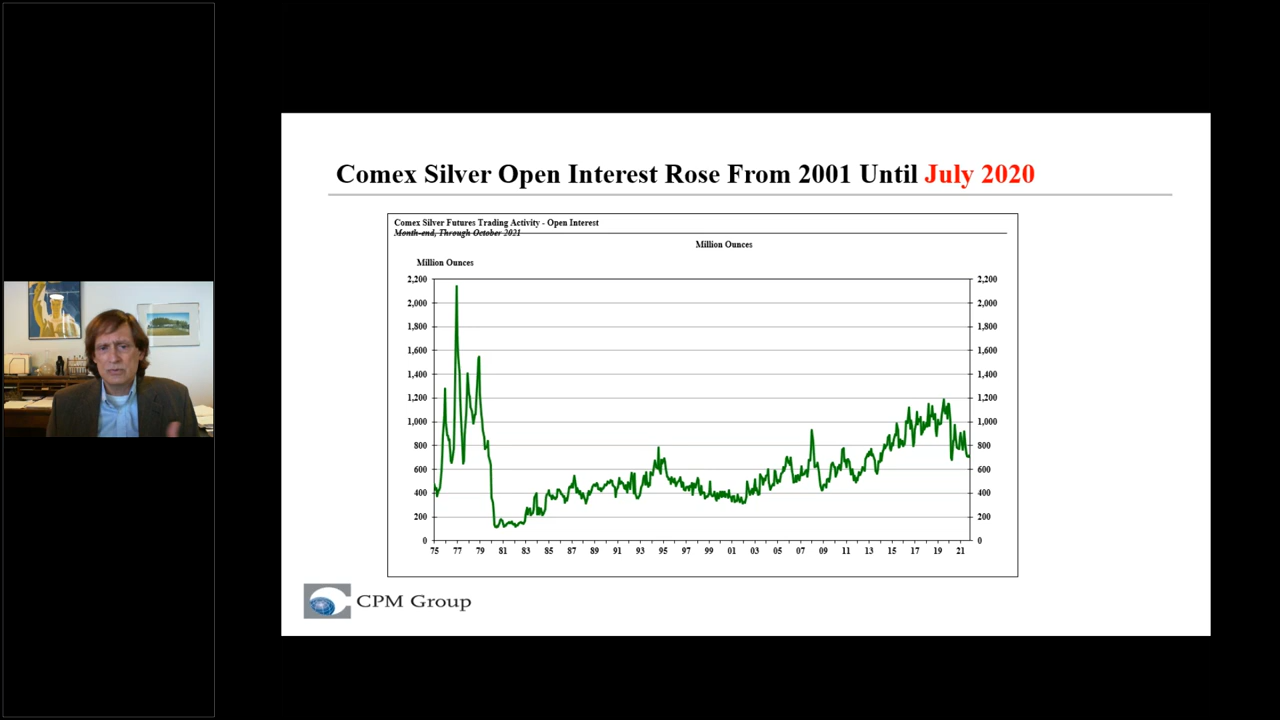 Comex Silver Open Interest Rose From 2001 Until July 2020
Comex Silver Futures Trading Activity - Open Interest
Month-end, Through October 2021
Million Ounces
Million Ounces
2,200 2,200
2,000 2,000
1,800 1,800
1,600 1,600
1,400 1,400
1,200 1,200
1,000 1,000
800 800
600 600
400 400
200 200
0 0
75 77 79 81 83 85 87 89 91 93 95 97 99 01 03 05 07 09 11 13 15 17 19 21
CPM Group